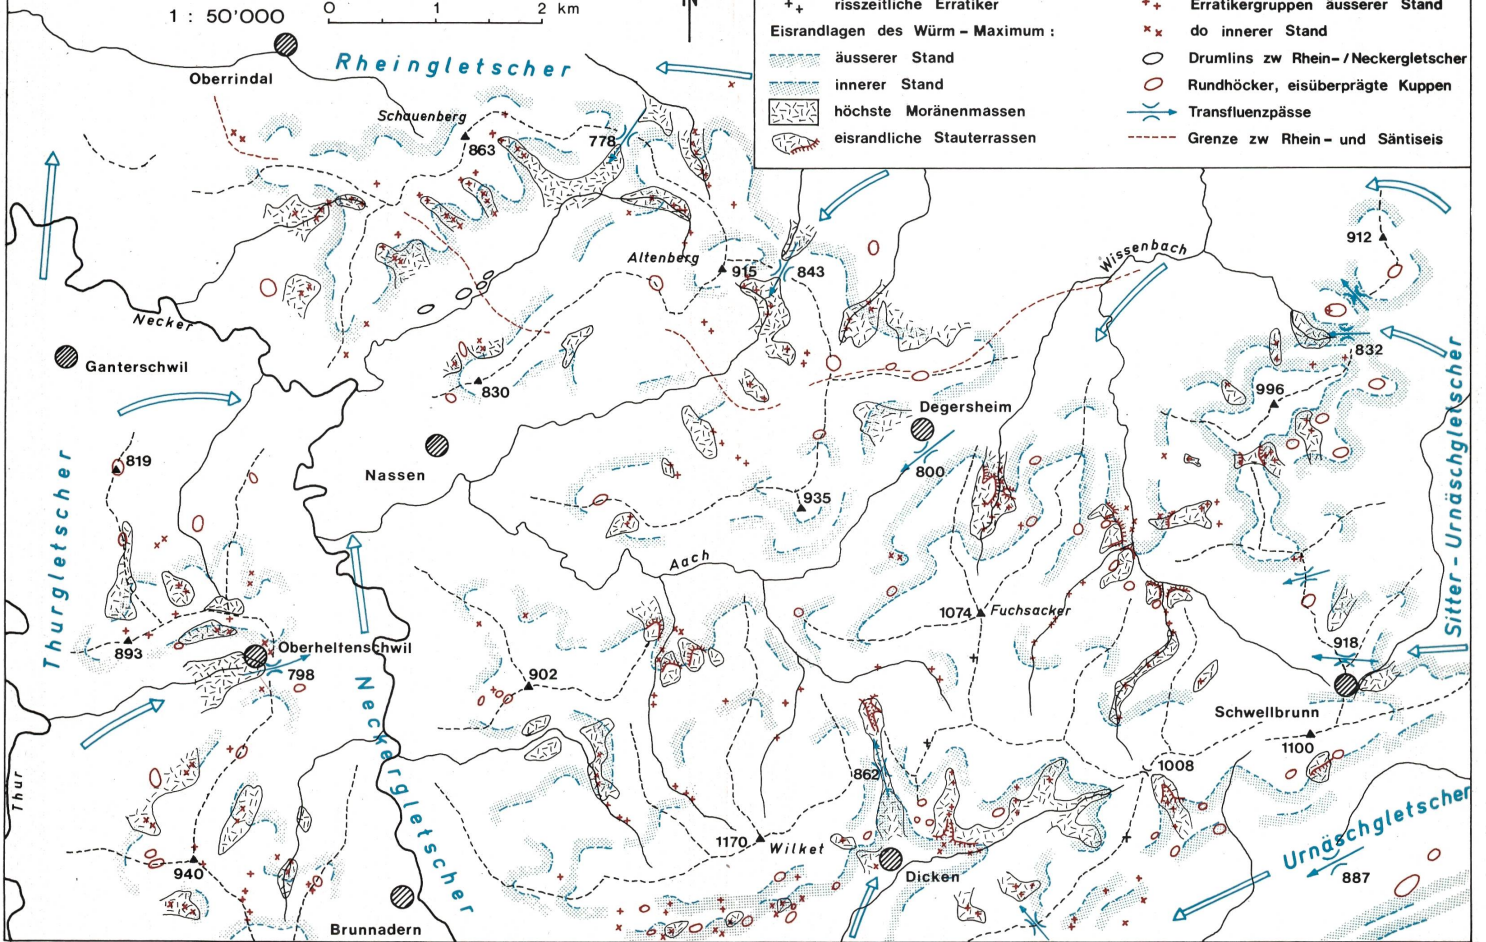 1 : 50'000
0 1 2 km
N
risszeitliche Erratiker
Eisrandlagen des Würm-Maximum :
äusserer Stand
innerer Stand
höchste Moränenmassen
eisrandliche Stauterrassen
Erratikergruppen äusserer Stand
do innerer Stand
Drumlins zw Rhein-/Neckergletscher
Rundhöcker, eisüberprägte Kuppen
Transfluenzpässe
Grenze zw Rhein- und Säntiseis
Rheingletscher
Oberrindal
Schauenberg
863
778
912
Wissenbach
Altenberg
915
843
Necker
Ganterschwil
832
830
996
Degersheim
819
Nassen
800
935
Thurgletscher
Sitter-Urnäschgletscher
Aach
1074
Fuchsacker
893
Oberheltenschwil
798
918
902
Neckergletscher
Schwellbrunn
1100
1008
862
Thur
1170
Wilket
Urnäschgletscher
940
Dicken
887
Brunnadern